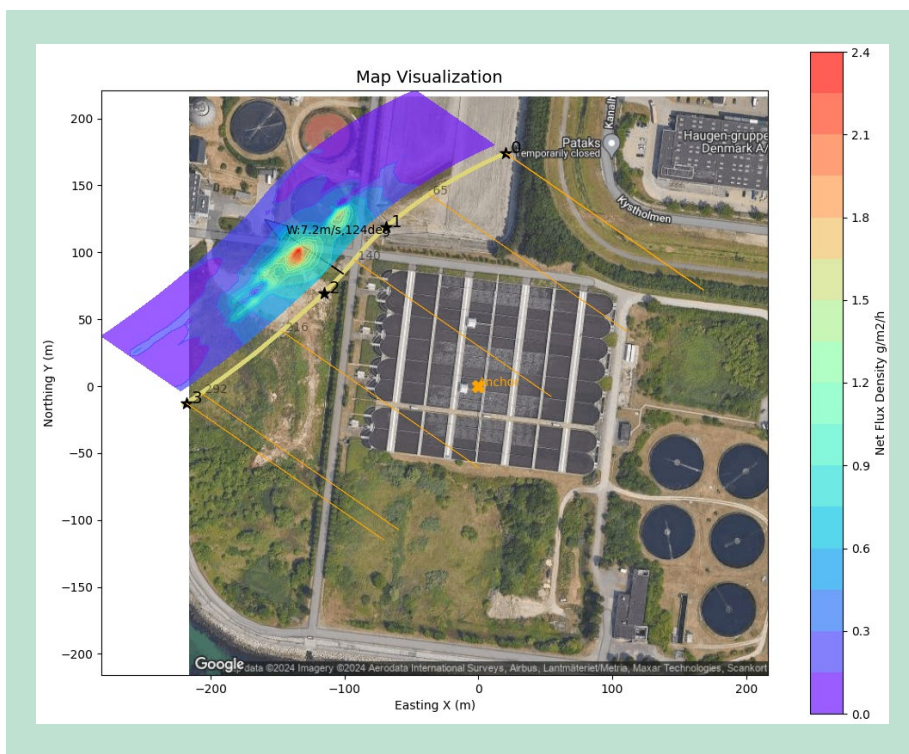 Map Visualization
2.4
2.1
1.8
1.5
1.2
0.9
0.6
0.3
0.0
Net Flux Density g/m2/h
200
150
100
50
0
−50
−100
−150
−200
Northing Y (m)
−200
−100
0
100
200
Easting X (m)
Pataks
Temporarily closed
Haugen-gruppe
Denmark A/
Kystholmen
0
65
1
W:7.2m/s,124deg
140
2
216
292
3
Google
data ©2024 Imagery ©2024 Aerodata International Surveys, Airbus, Lantmäteriet/Metria, Maxar Technologies, Scankort